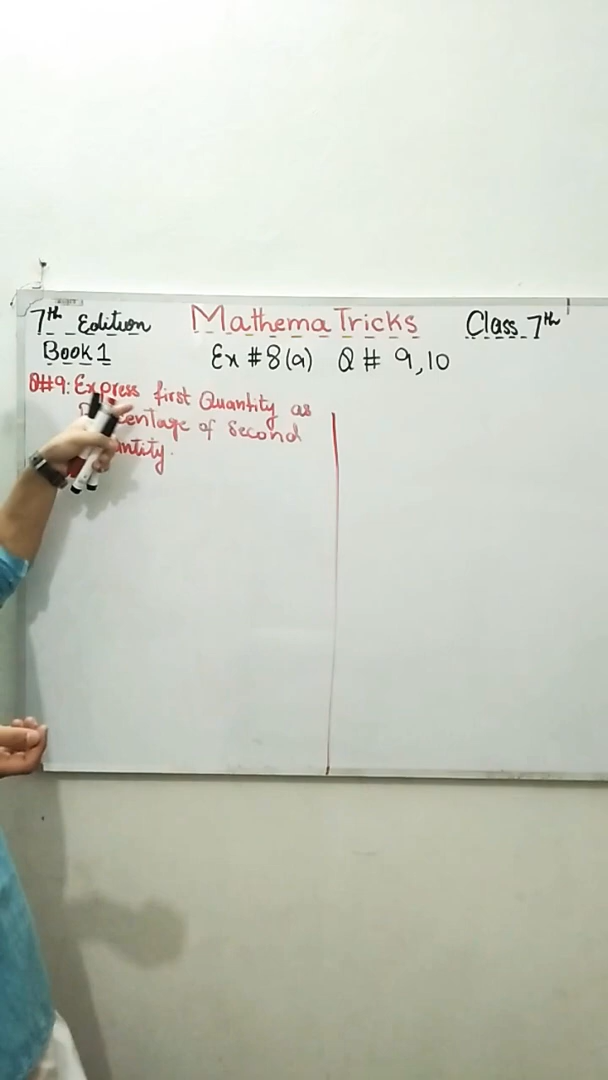 7th Edition MathemaTricks Class 7th
Book 1 Ex # 8(a) Q # 9,10
Q#9: Express first Quantity as
centage of Second
ntity.